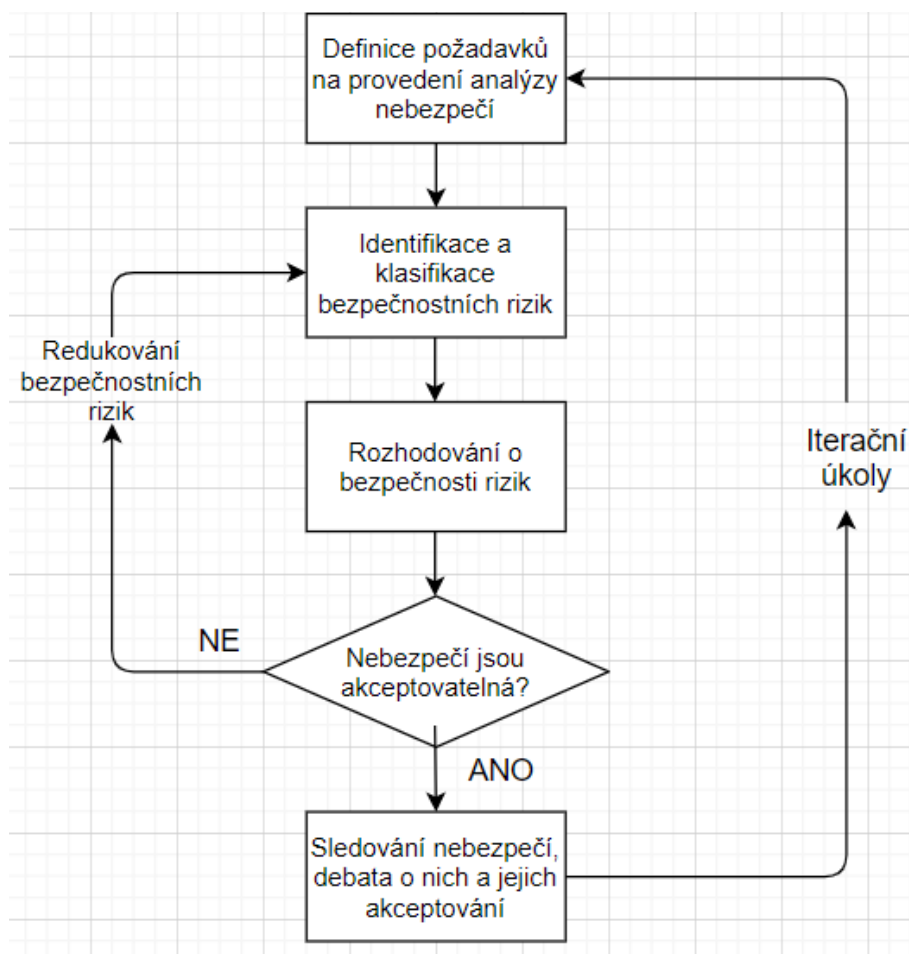 Definice požadavků
na provedení analýzy
nebezpečí
Identifikace a
klasifikace
bezpečnostních rizik
Redukování
bezpečnostních
rizik
Rozhodování o
bezpečnosti rizik
Iterační
úkoly
NE
Nebezpečí jsou
akceptovatelná?
ANO
Sledování nebezpečí,
debata o nich a jejich
akceptování